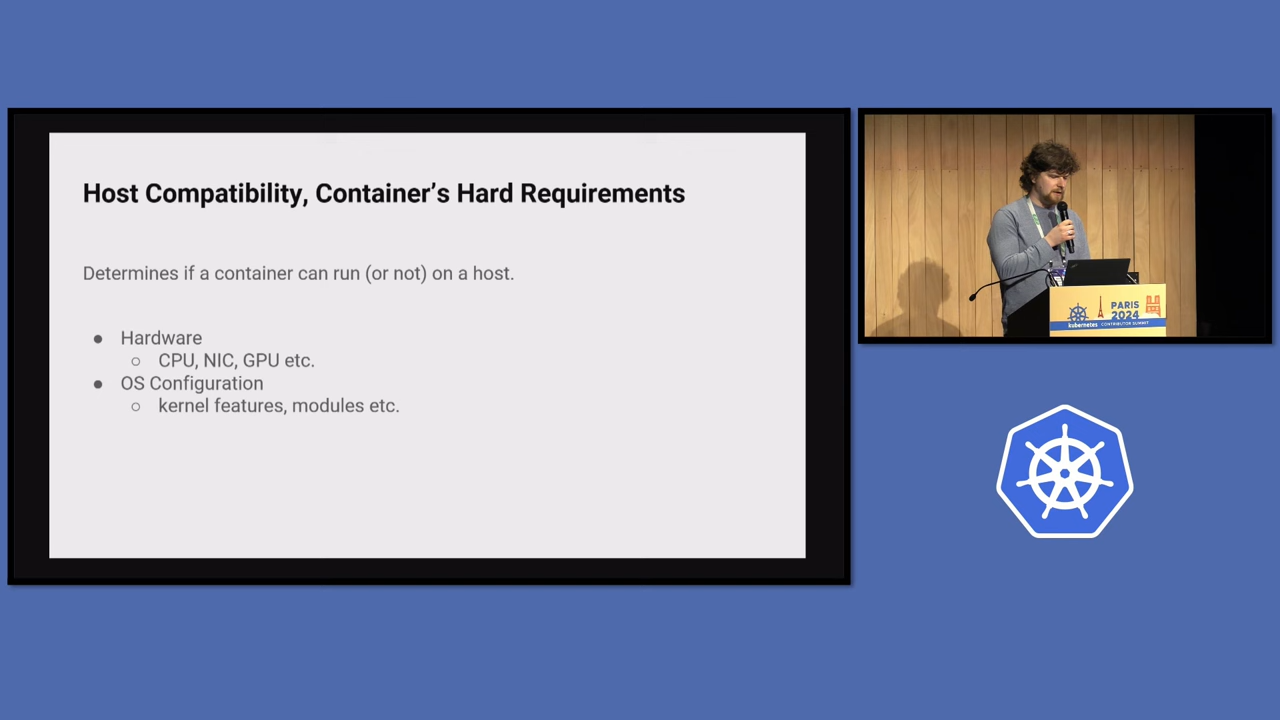 Host Compatibility, Container’s Hard Requirements
Determines if a container can run (or not) on a host.
● Hardware
○ CPU, NIC, GPU etc.
● OS Configuration
○ kernel features, modules etc.
PARIS
2024
kubernetes CONTRIBUTOR SUMMIT